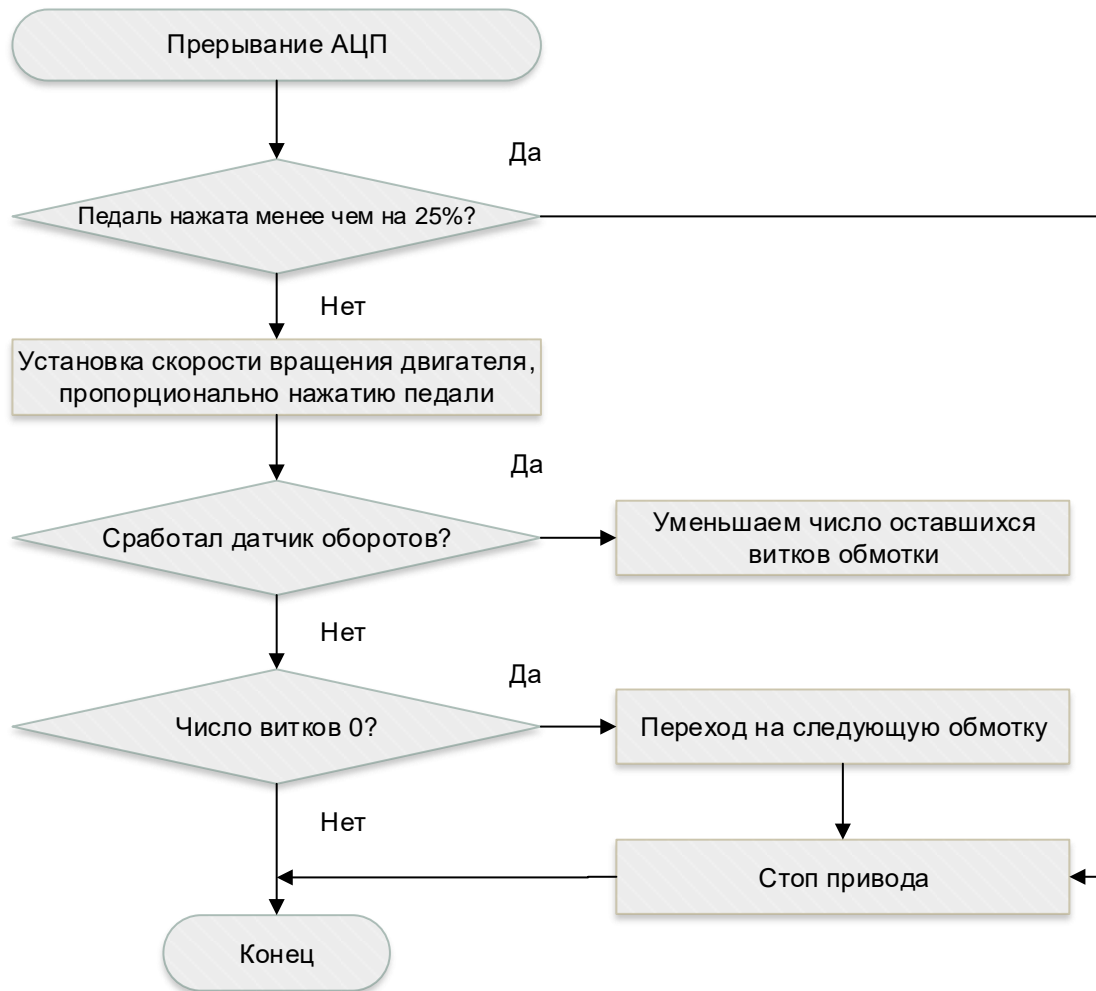 Прерывание АЦП
Да
Педаль нажата менее чем на 25%?
Нет
Установка скорости вращения двигателя,
пропорционально нажатию педали
Да
Сработал датчик оборотов?
Уменьшаем число оставшихся
витков обмотки
Нет
Да
Число витков 0?
Переход на следующую обмотку
Нет
Стоп привода
Конец